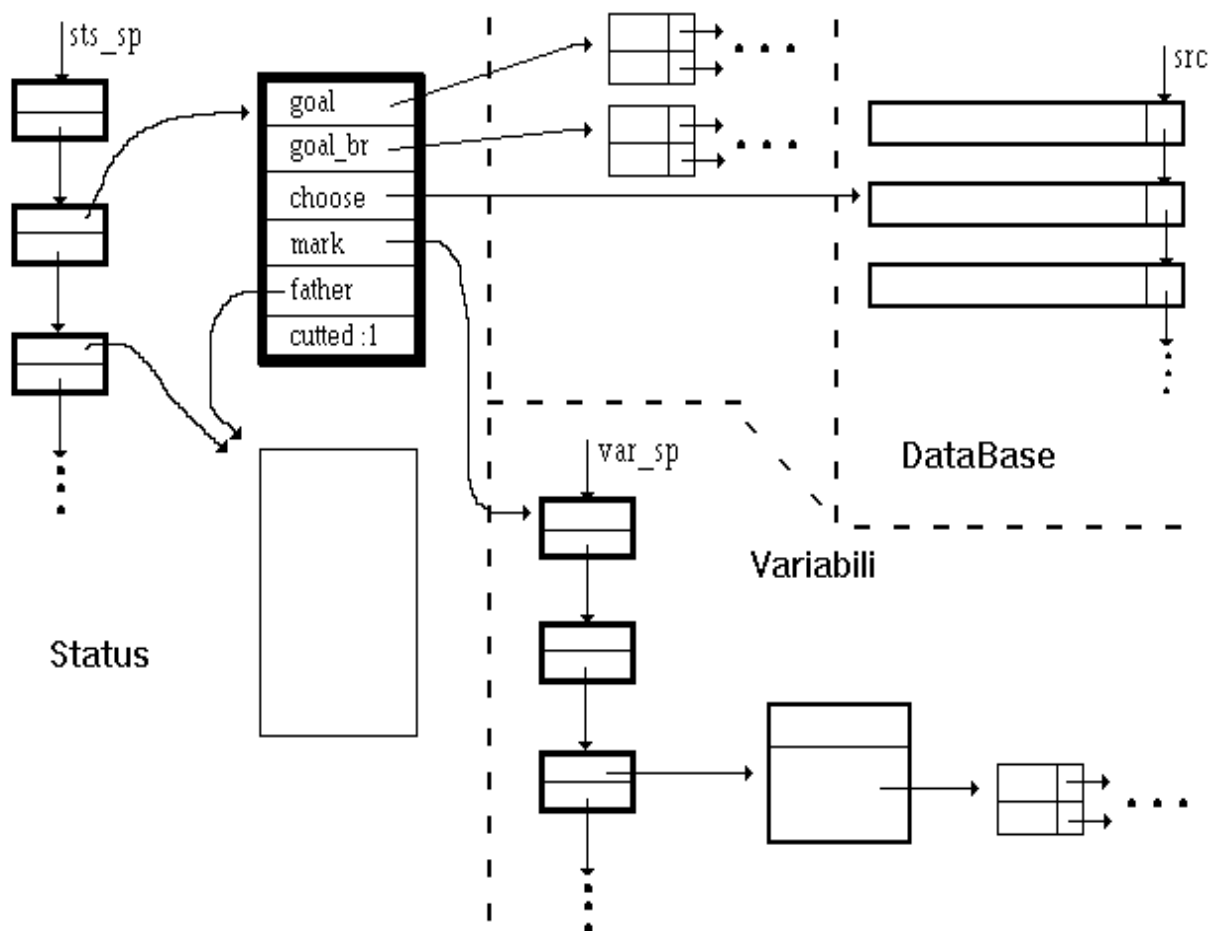 sts_sp
goal
goal_br
choose
mark
father
cutted :1
src
DataBase
var_sp
Variabili
Status